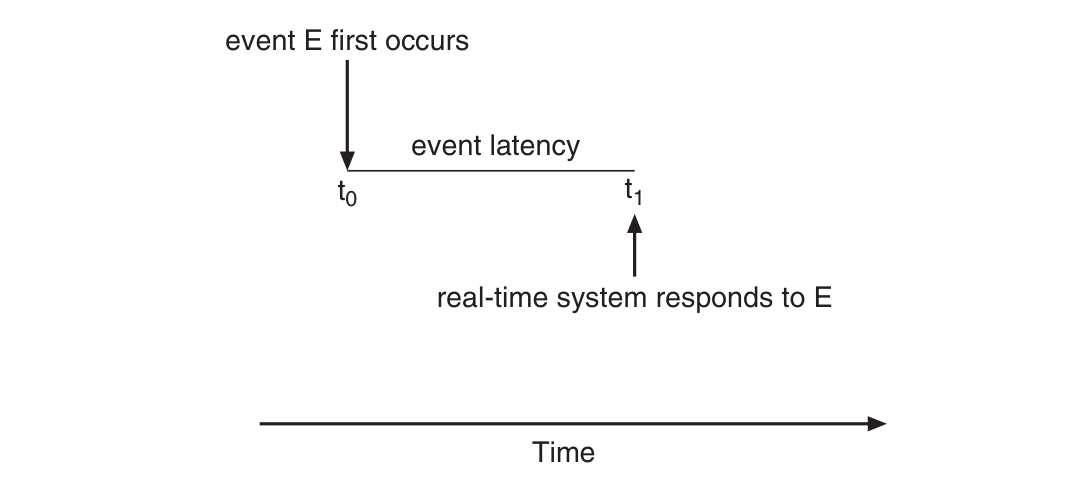 event E first occurs
event latency
t₀
t₁
real-time system responds to E
Time